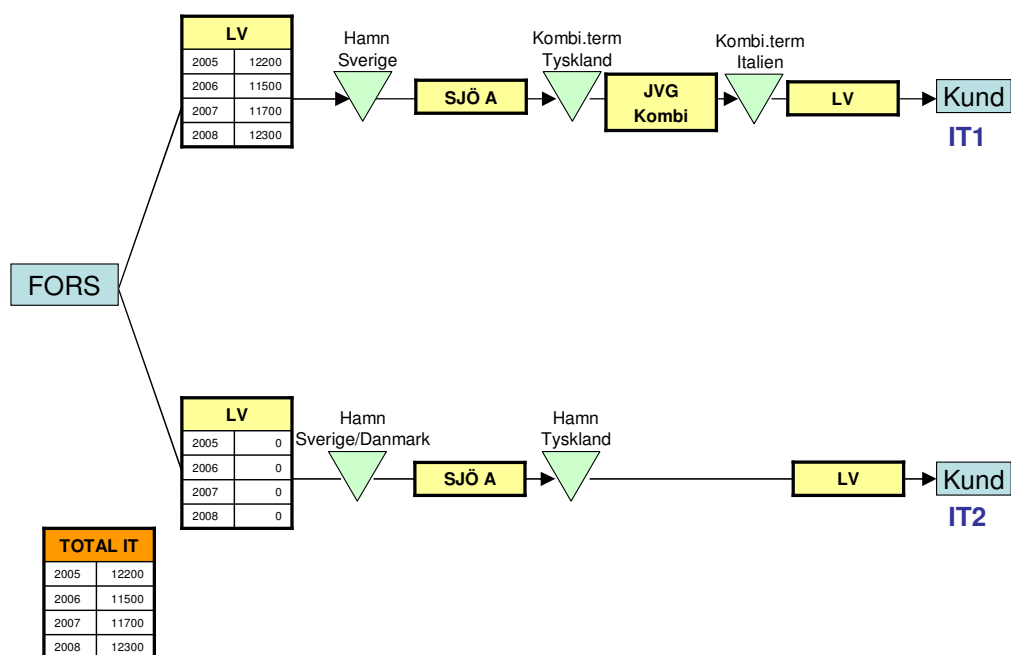 LV
2005 12200
2006 11500
2007 11700
2008 12300
Hamn
Sverige
SJÖ A
Kombi.term
Tyskland
JVG
Kombi
Kombi.term
Italien
LV
Kund
IT1
FORS
LV
2005 0
2006 0
2007 0
2008 0
Hamn
Sverige/Danmark
SJÖ A
Hamn
Tyskland
LV
Kund
IT2
TOTAL IT
2005 12200
2006 11500
2007 11700
2008 12300